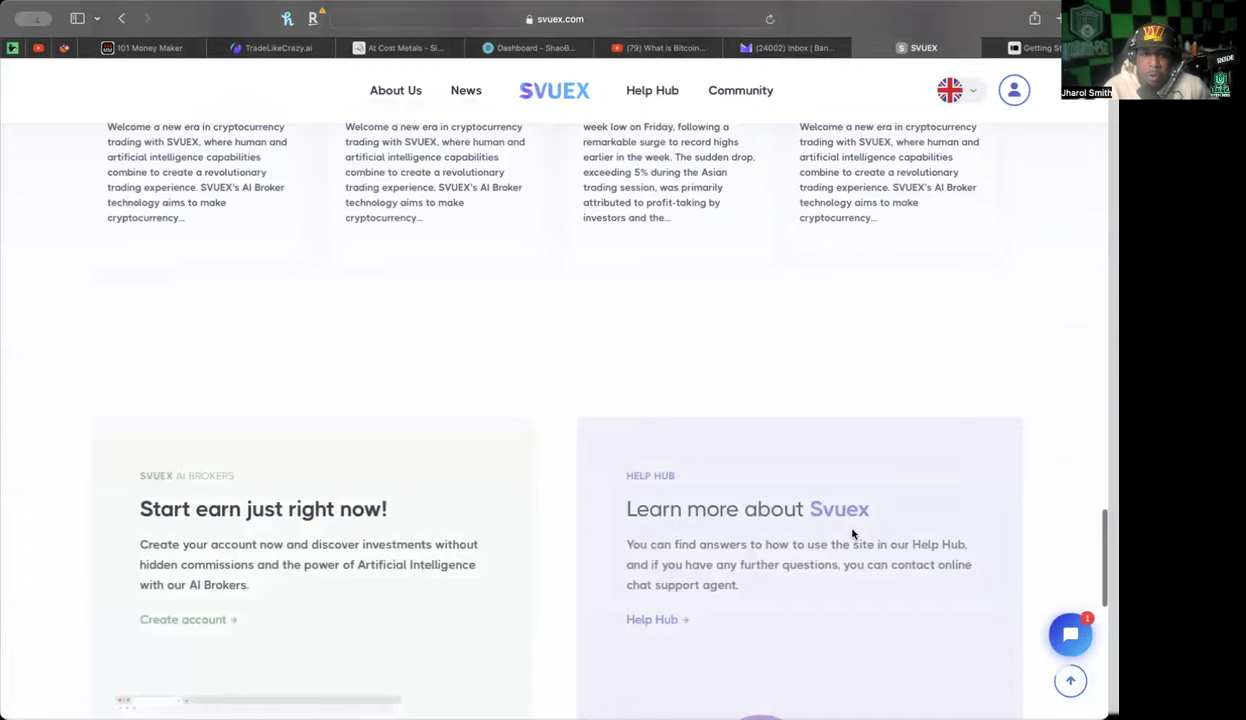 svuex.com
101 Money Maker
TradeLikeCrazy.ai
At Cost Metals - Si...
Dashboard - ShaoB...
(79) What is Bitcoin...
(24002) Inbox | Ban...
S SVUEX
Getting St
RØDE
Jharol Smith
About Us
News
SVUEX
Help Hub
Community
Welcome a new era in cryptocurrency
trading with SVUEX, where human and
artificial intelligence capabilities
combine to create a revolutionary
trading experience. SVUEX's AI Broker
technology aims to make
cryptocurrency...
Welcome a new era in cryptocurrency
trading with SVUEX, where human and
artificial intelligence capabilities
combine to create a revolutionary
trading experience. SVUEX's AI Broker
technology aims to make
cryptocurrency...
week low on Friday, following a
remarkable surge to record highs
earlier in the week. The sudden drop,
exceeding 5% during the Asian
trading session, was primarily
attributed to profit-taking by
investors and the...
Welcome a new era in cryptocurrency
trading with SVUEX, where human and
artificial intelligence capabilities
combine to create a revolutionary
trading experience. SVUEX's AI Broker
technology aims to make
cryptocurrency...
SVUEX AI BROKERS
Start earn just right now!
Create your account now and discover investments without
hidden commissions and the power of Artificial Intelligence
with our AI Brokers.
Create account →
HELP HUB
Learn more about Svuex
You can find answers to how to use the site in our Help Hub,
and if you have any further questions, you can contact online
chat support agent.
Help Hub →
1